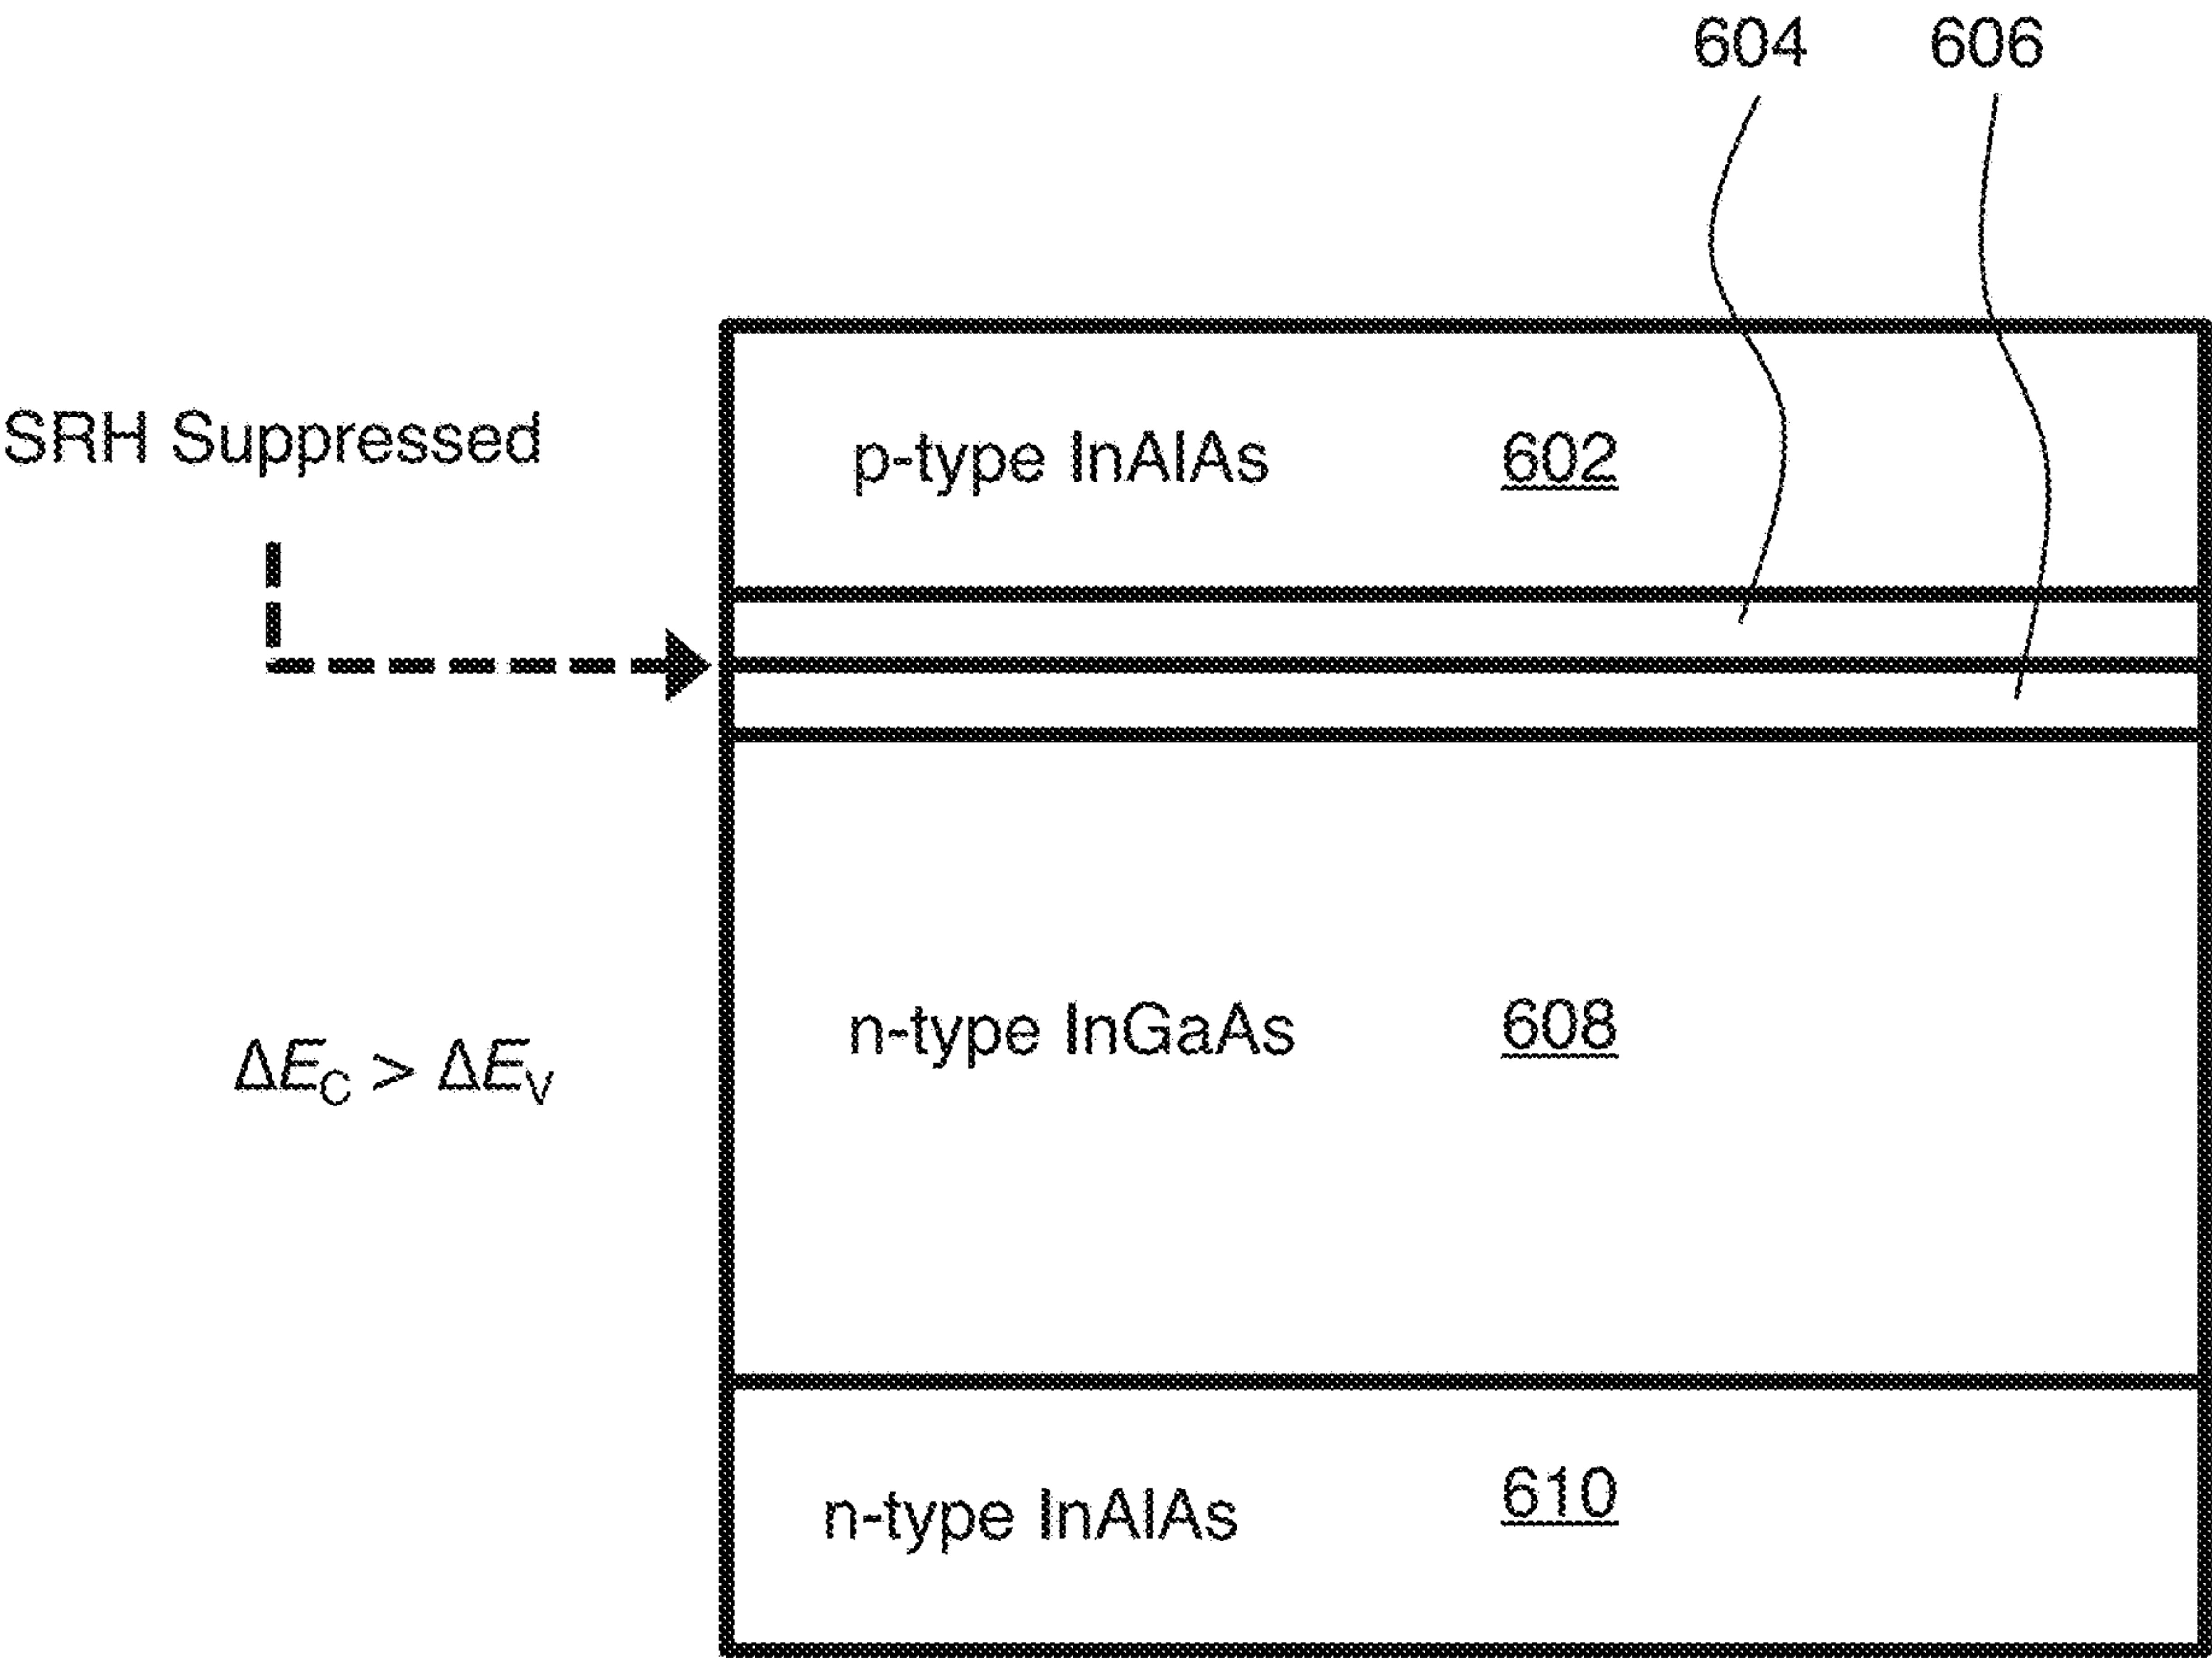 604 606
SRH Suppressed
p-type InAlAs 602
n-type InGaAs 608
ΔEC > ΔEV
n-type InAlAs 610